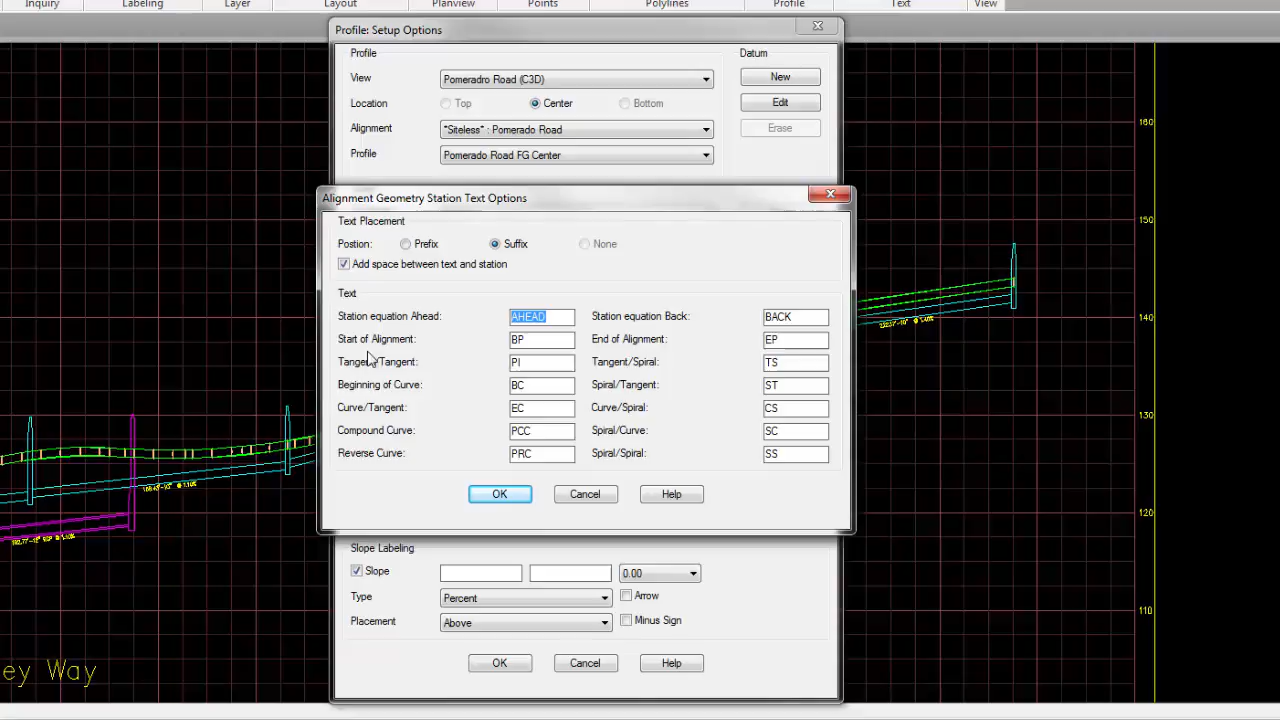 Inquiry Labeling Layer Layout Planview Points Polylines Profile Text View
Profile: Setup Options
Profile
Datum
View Pomeradro Road (C3D) New
Location Top Center Bottom Edit
Alignment *Siteless* : Pomerado Road Erase
Profile Pomerado Road FG Center
Alignment Geometry Station Text Options
Text Placement
Postion: Prefix Suffix None
Add space between text and station
Text
Station equation Ahead: AHEAD Station equation Back: BACK
Start of Alignment: BP End of Alignment: EP
Tangent/Tangent: PI Tangent/Spiral: TS
Beginning of Curve: BC Spiral/Tangent: ST
Curve/Tangent: EC Curve/Spiral: CS
Compound Curve: PCC Spiral/Curve: SC
Reverse Curve: PRC Spiral/Spiral: SS
OK Cancel Help
Slope Labeling
Slope 0.00
Type Percent Arrow
Placement Above Minus Sign
OK Cancel Help
160
150
140
130
120
110
ey Way